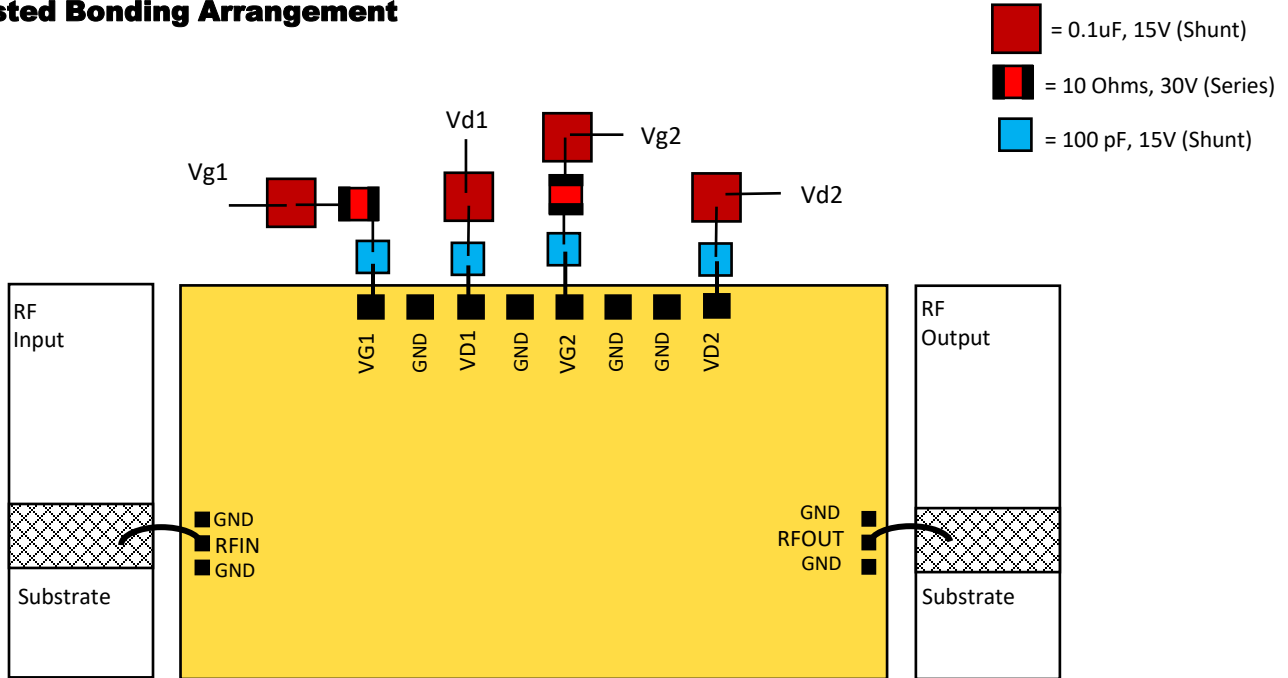 Bonding Arrangement
= 0.1uF, 15V (Shunt)
= 10 Ohms, 30V (Series)
= 100 pF, 15V (Shunt)
Vd1
Vg2
Vg1
Vd2
RF
Input
RF
Output
VG1
GND
VD1
GND
VG2
GND
GND
VD2
GND
RFIN
GND
GND
RFOUT
GND
Substrate
Substrate